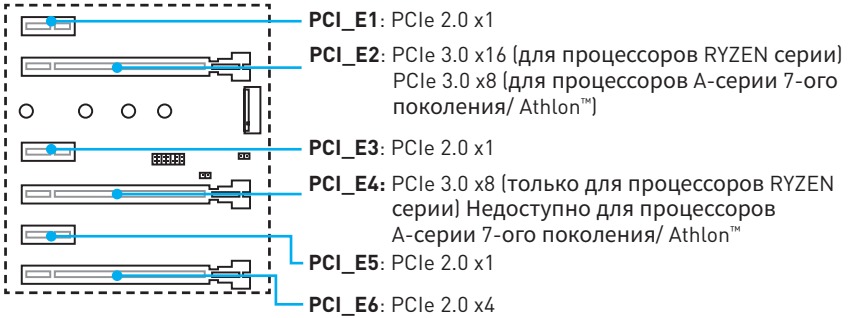 PCI_E1: PCIe 2.0 x1
PCI_E2: PCIe 3.0 x16 (для процессоров RYZEN серии)
PCIe 3.0 x8 (для процессоров А-серии 7-ого
поколения/ Athlon™)
PCI_E3: PCIe 2.0 x1
PCI_E4: PCIe 3.0 x8 (только для процессоров RYZEN
серии) Недоступно для процессоров
А-серии 7-ого поколения/ Athlon™
PCI_E5: PCIe 2.0 x1
PCI_E6: PCIe 2.0 x4